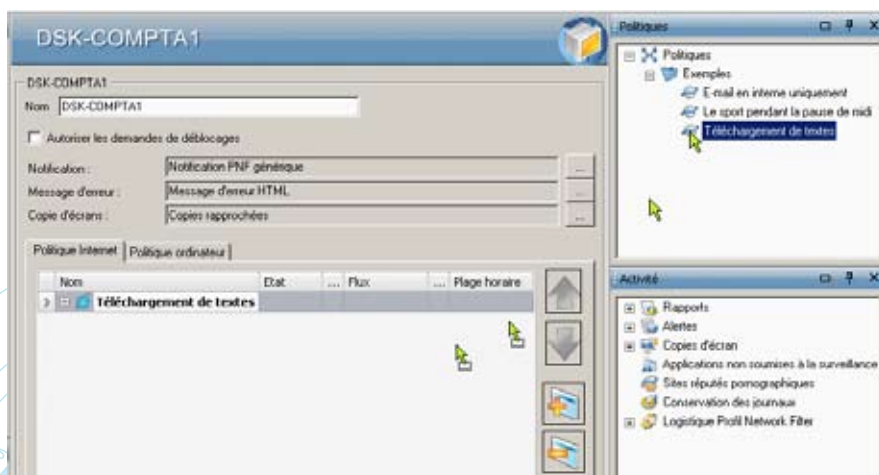 DSK-COMPTA1
DSK-COMPTA1
Nom DSK-COMPTA1
Autoriser les demandes de déblocages
Notification : Notification PNF générique ...
Message d'erreur : Message d'erreur HTML ...
Copie d'écrans : Copies rapprochées ...
Politique Internet Politique ordinateur
Nom Etat ... Flux ... Plage horaire
Téléchargement de textes
Politiques
Politiques
Exemples
E-mail en interne uniquement
Le sport pendant la pause de midi
Téléchargement de textes
Activité
Rapports
Alertes
Copies d'écran
Applications non soumises à la surveillance
Sites réputés pornographiques
Conservation des journaux
Logistique Profil Network Filter